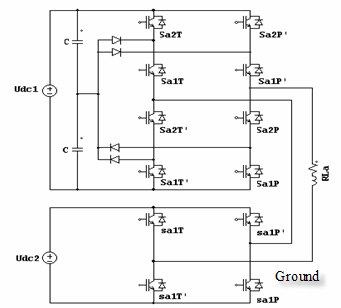 Sa2T
Sa2P'
C
Sa1T
Sa1P'
Udc1
Sa2T'
Sa2P
C
Sa1T'
Sa1P
RLa
sa1T
sa1P'
Udc2
Ground
sa1T'
sa1P